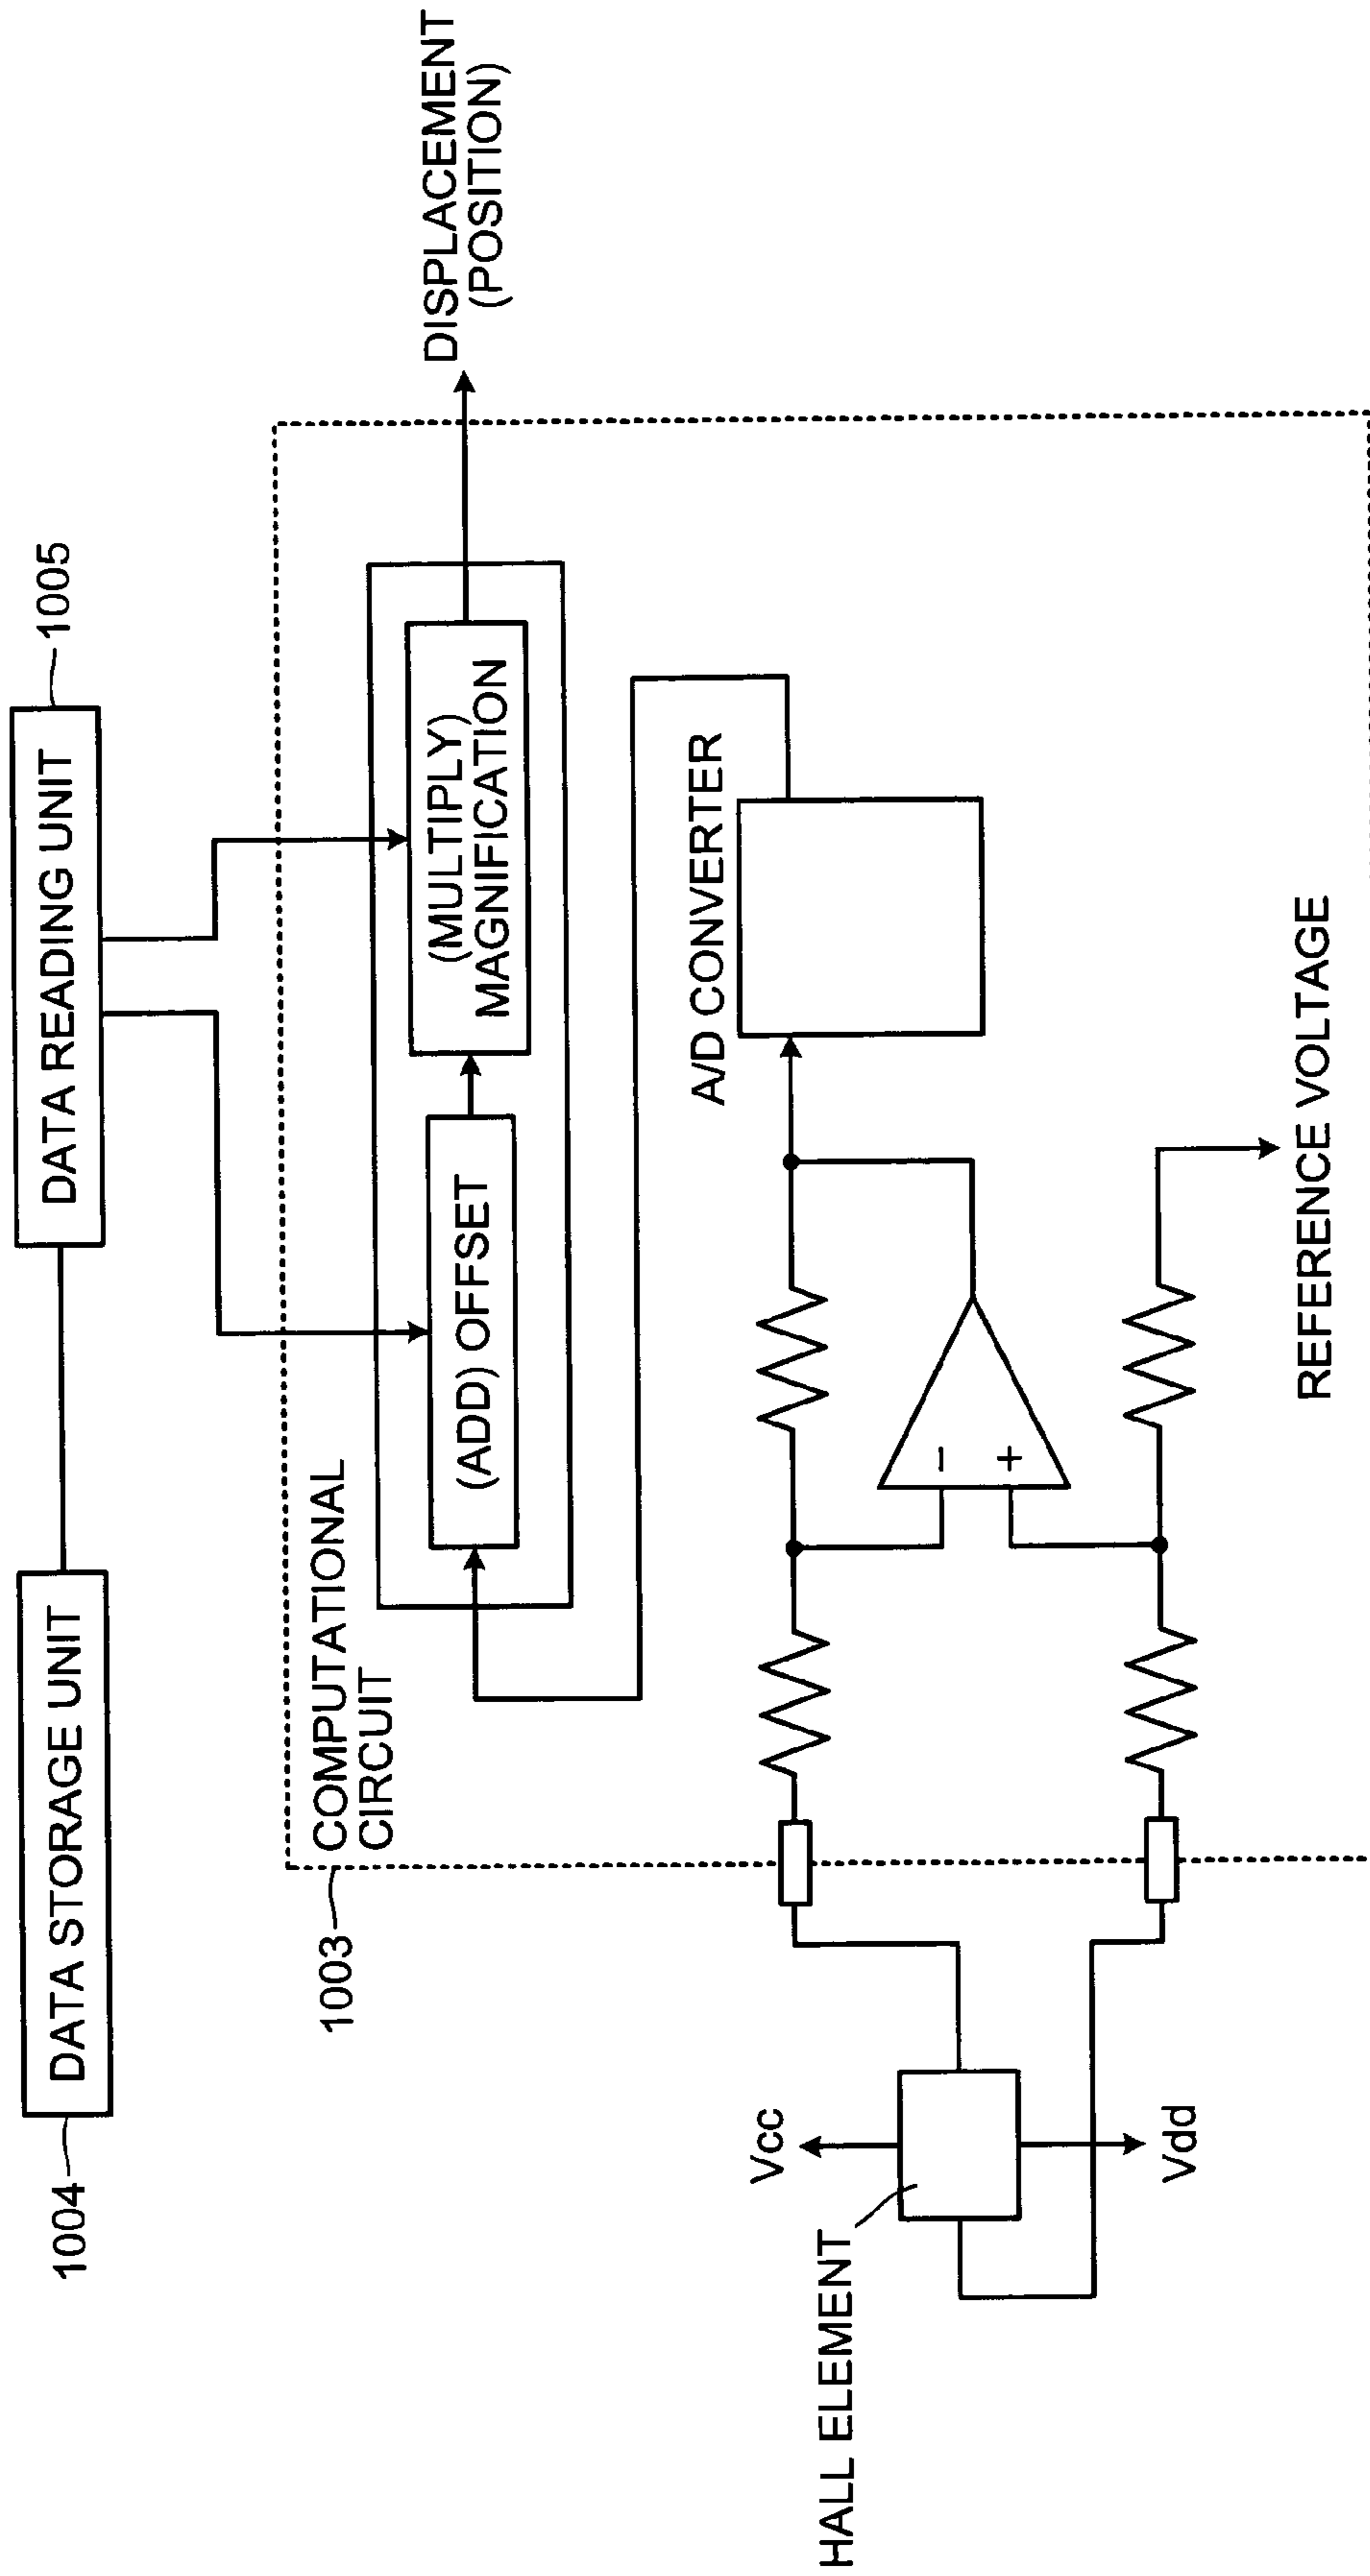 DATA STORAGE UNIT
1004
DATA READING UNIT
1005
COMPUTATIONAL
CIRCUIT
1003
(ADD) OFFSET
(MULTIPLY)
MAGNIFICATION
DISPLACEMENT
(POSITION)
A/D CONVERTER
HALL ELEMENT
Vcc
Vdd
−
+
REFERENCE VOLTAGE